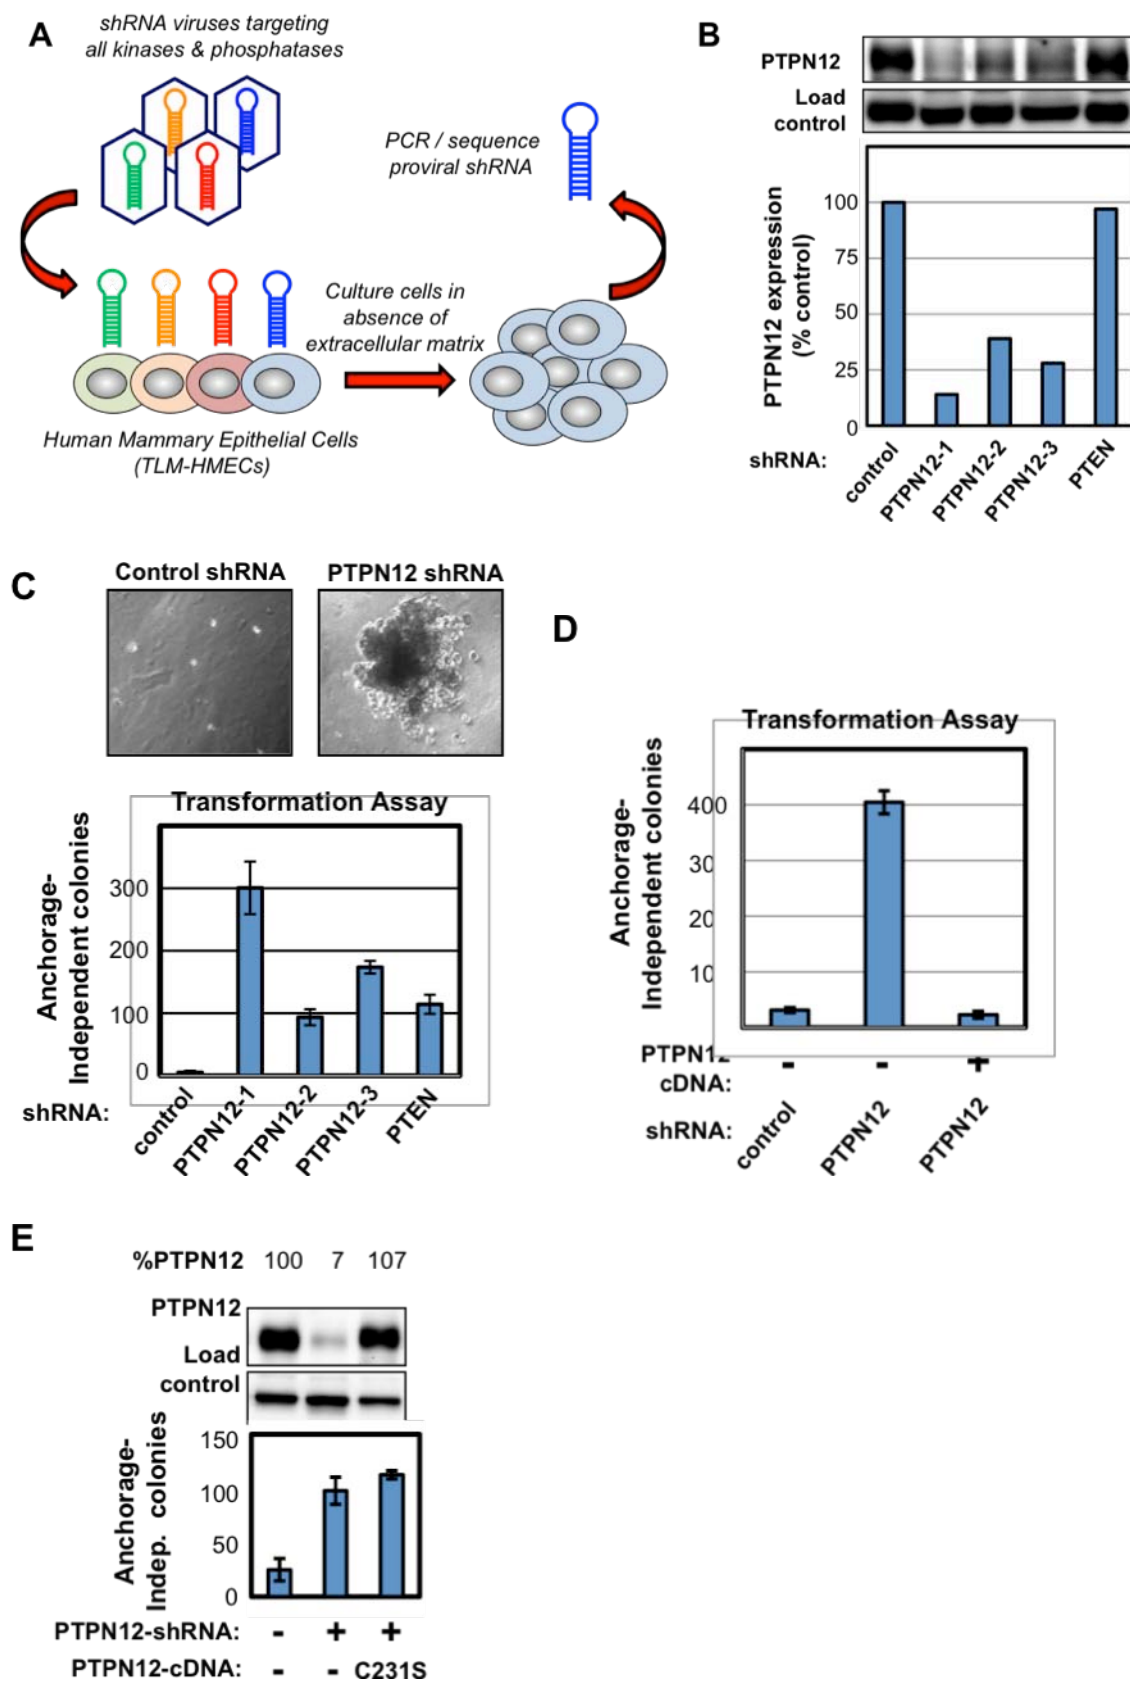 A
shRNA viruses targeting
all kinases & phosphatases
PCR / sequence
proviral shRNA
Culture cells in
absence of
extracellular matrix
Human Mammary Epithelial Cells
(TLM-HMECs)
B
PTPN12
Load
control
PTPN12 expression
(% control)
100
75
50
25
0
shRNA:
control
PTPN12-1
PTPN12-2
PTPN12-3
PTEN
C
Control shRNA
PTPN12 shRNA
Transformation Assay
Anchorage-
Independent colonies
300
200
100
0
shRNA:
control
PTPN12-1
PTPN12-2
PTPN12-3
PTEN
D
Transformation Assay
Anchorage-
Independent colonies
400
30
20
10
PTPN12
cDNA:
- - +
shRNA:
control
PTPN12
PTPN12
E
%PTPN12 100 7 107
PTPN12
Load
control
Anchorage-
Indep. colonies
150
100
50
0
PTPN12-shRNA: - + +
PTPN12-cDNA: - - C231S